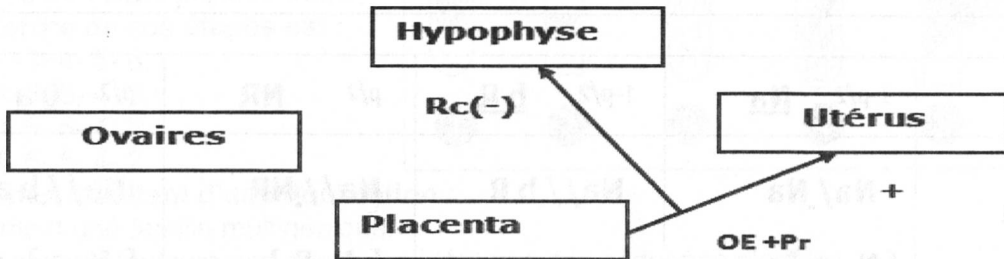 Hypophyse
Rc(-)
Utérus
Ovaires
+
Placenta
OE +Pr